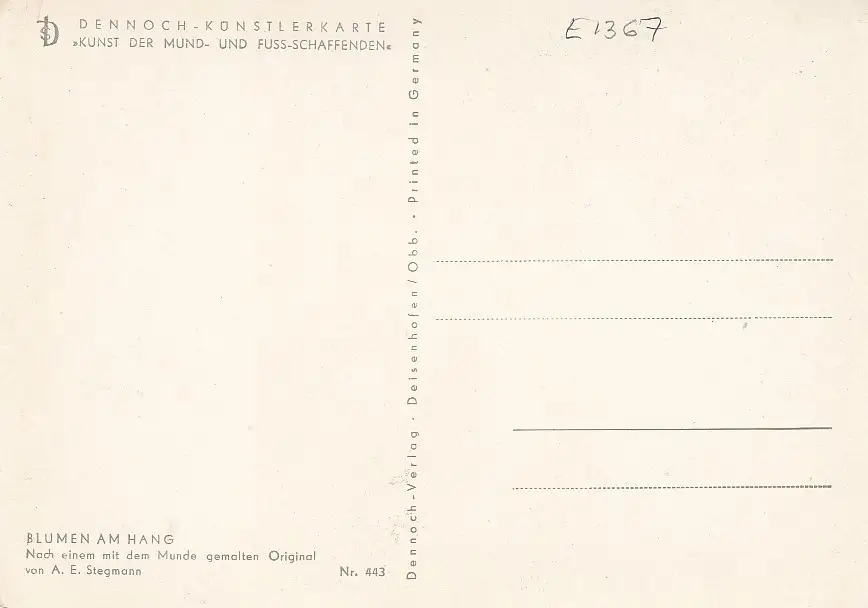 DENNOCH-KÜNSTLERKARTE
»KUNST DER MUND- UND FUSS-SCHAFFENDEN«
E1367
Dennoch-Verlag · Deisenhofen/Obb. · Printed in Germany
BLUMEN AM HANG
Nach einem mit dem Munde gemalten Original
von A. E. Stegmann
Nr. 443